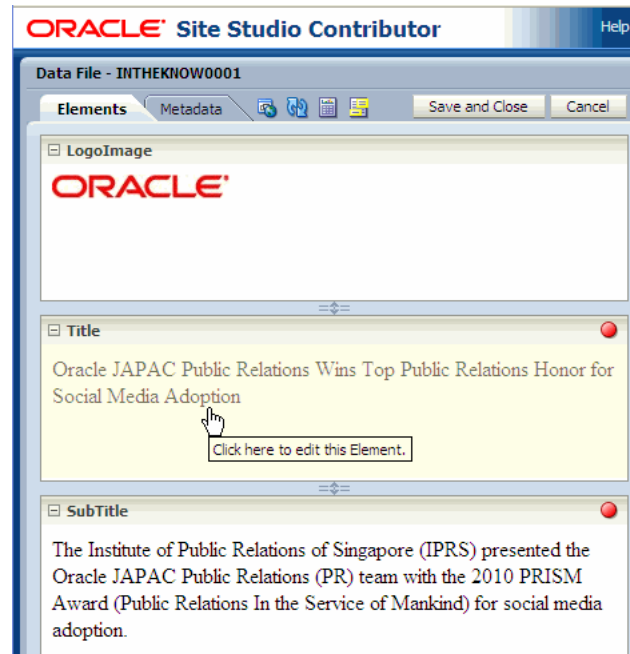 ORACLE Site Studio Contributor
Help
Data File - INTHEKNOW0001
Elements Metadata Save and Close Cancel
LogoImage
ORACLE
Title
Oracle JAPAC Public Relations Wins Top Public Relations Honor for
Social Media Adoption
Click here to edit this Element.
SubTitle
The Institute of Public Relations of Singapore (IPRS) presented the
Oracle JAPAC Public Relations (PR) team with the 2010 PRISM
Award (Public Relations In the Service of Mankind) for social media
adoption.